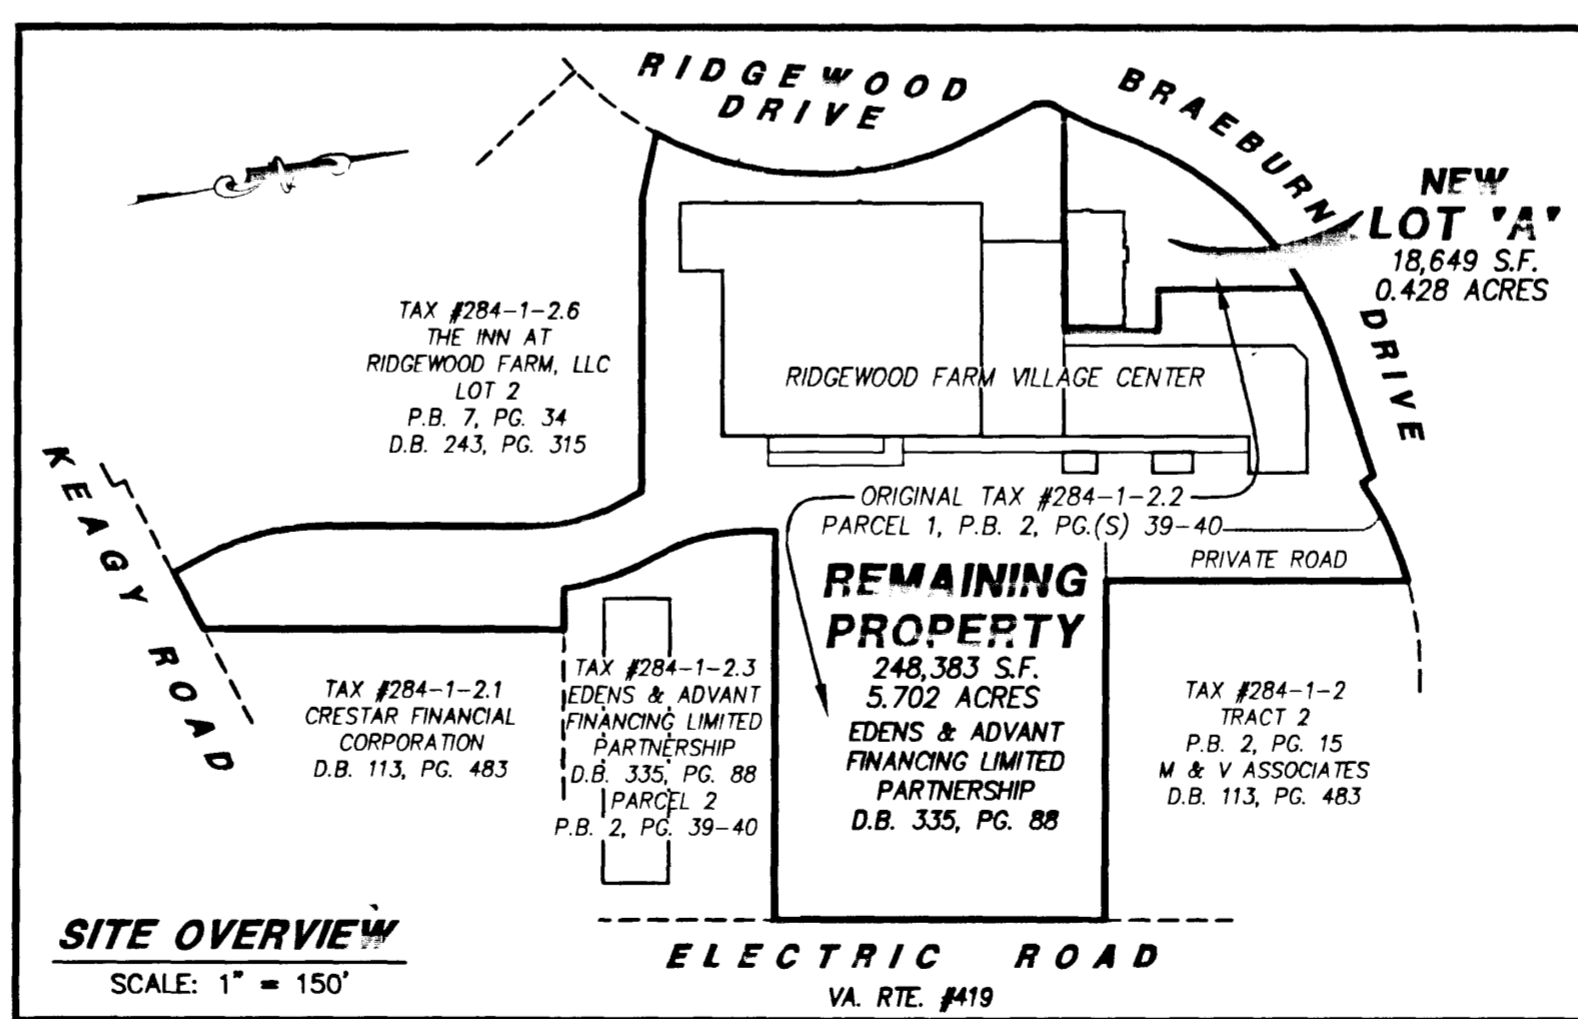 RIDGEWOOD
DRIVE
BRAEBURN
DRIVE
NEW
LOT 'A'
18,649 S.F.
0.428 ACRES
N
TAX #284-1-2.6
THE INN AT
RIDGEWOOD FARM, LLC
LOT 2
P.B. 7, PG. 34
D.B. 243, PG. 315
RIDGEWOOD FARM VILLAGE CENTER
KEAGY ROAD
ORIGINAL TAX #284-1-2.2
PARCEL 1, P.B. 2, PG.(S) 39-40
PRIVATE ROAD
REMAINING
PROPERTY
248,383 S.F.
5.702 ACRES
EDENS & ADVANT
FINANCING LIMITED
PARTNERSHIP
D.B. 335, PG. 88
TAX #284-1-2.1
CRESTAR FINANCIAL
CORPORATION
D.B. 113, PG. 483
TAX #284-1-2.3
EDENS & ADVANT
FINANCING LIMITED
PARTNERSHIP
D.B. 335, PG. 88
PARCEL 2
P.B. 2, PG. 39-40
TAX #284-1-2
TRACT 2
P.B. 2, PG. 15
M & V ASSOCIATES
D.B. 113, PG. 483
SITE OVERVIEW
SCALE: 1" = 150'
ELECTRIC ROAD
VA. RTE. #419